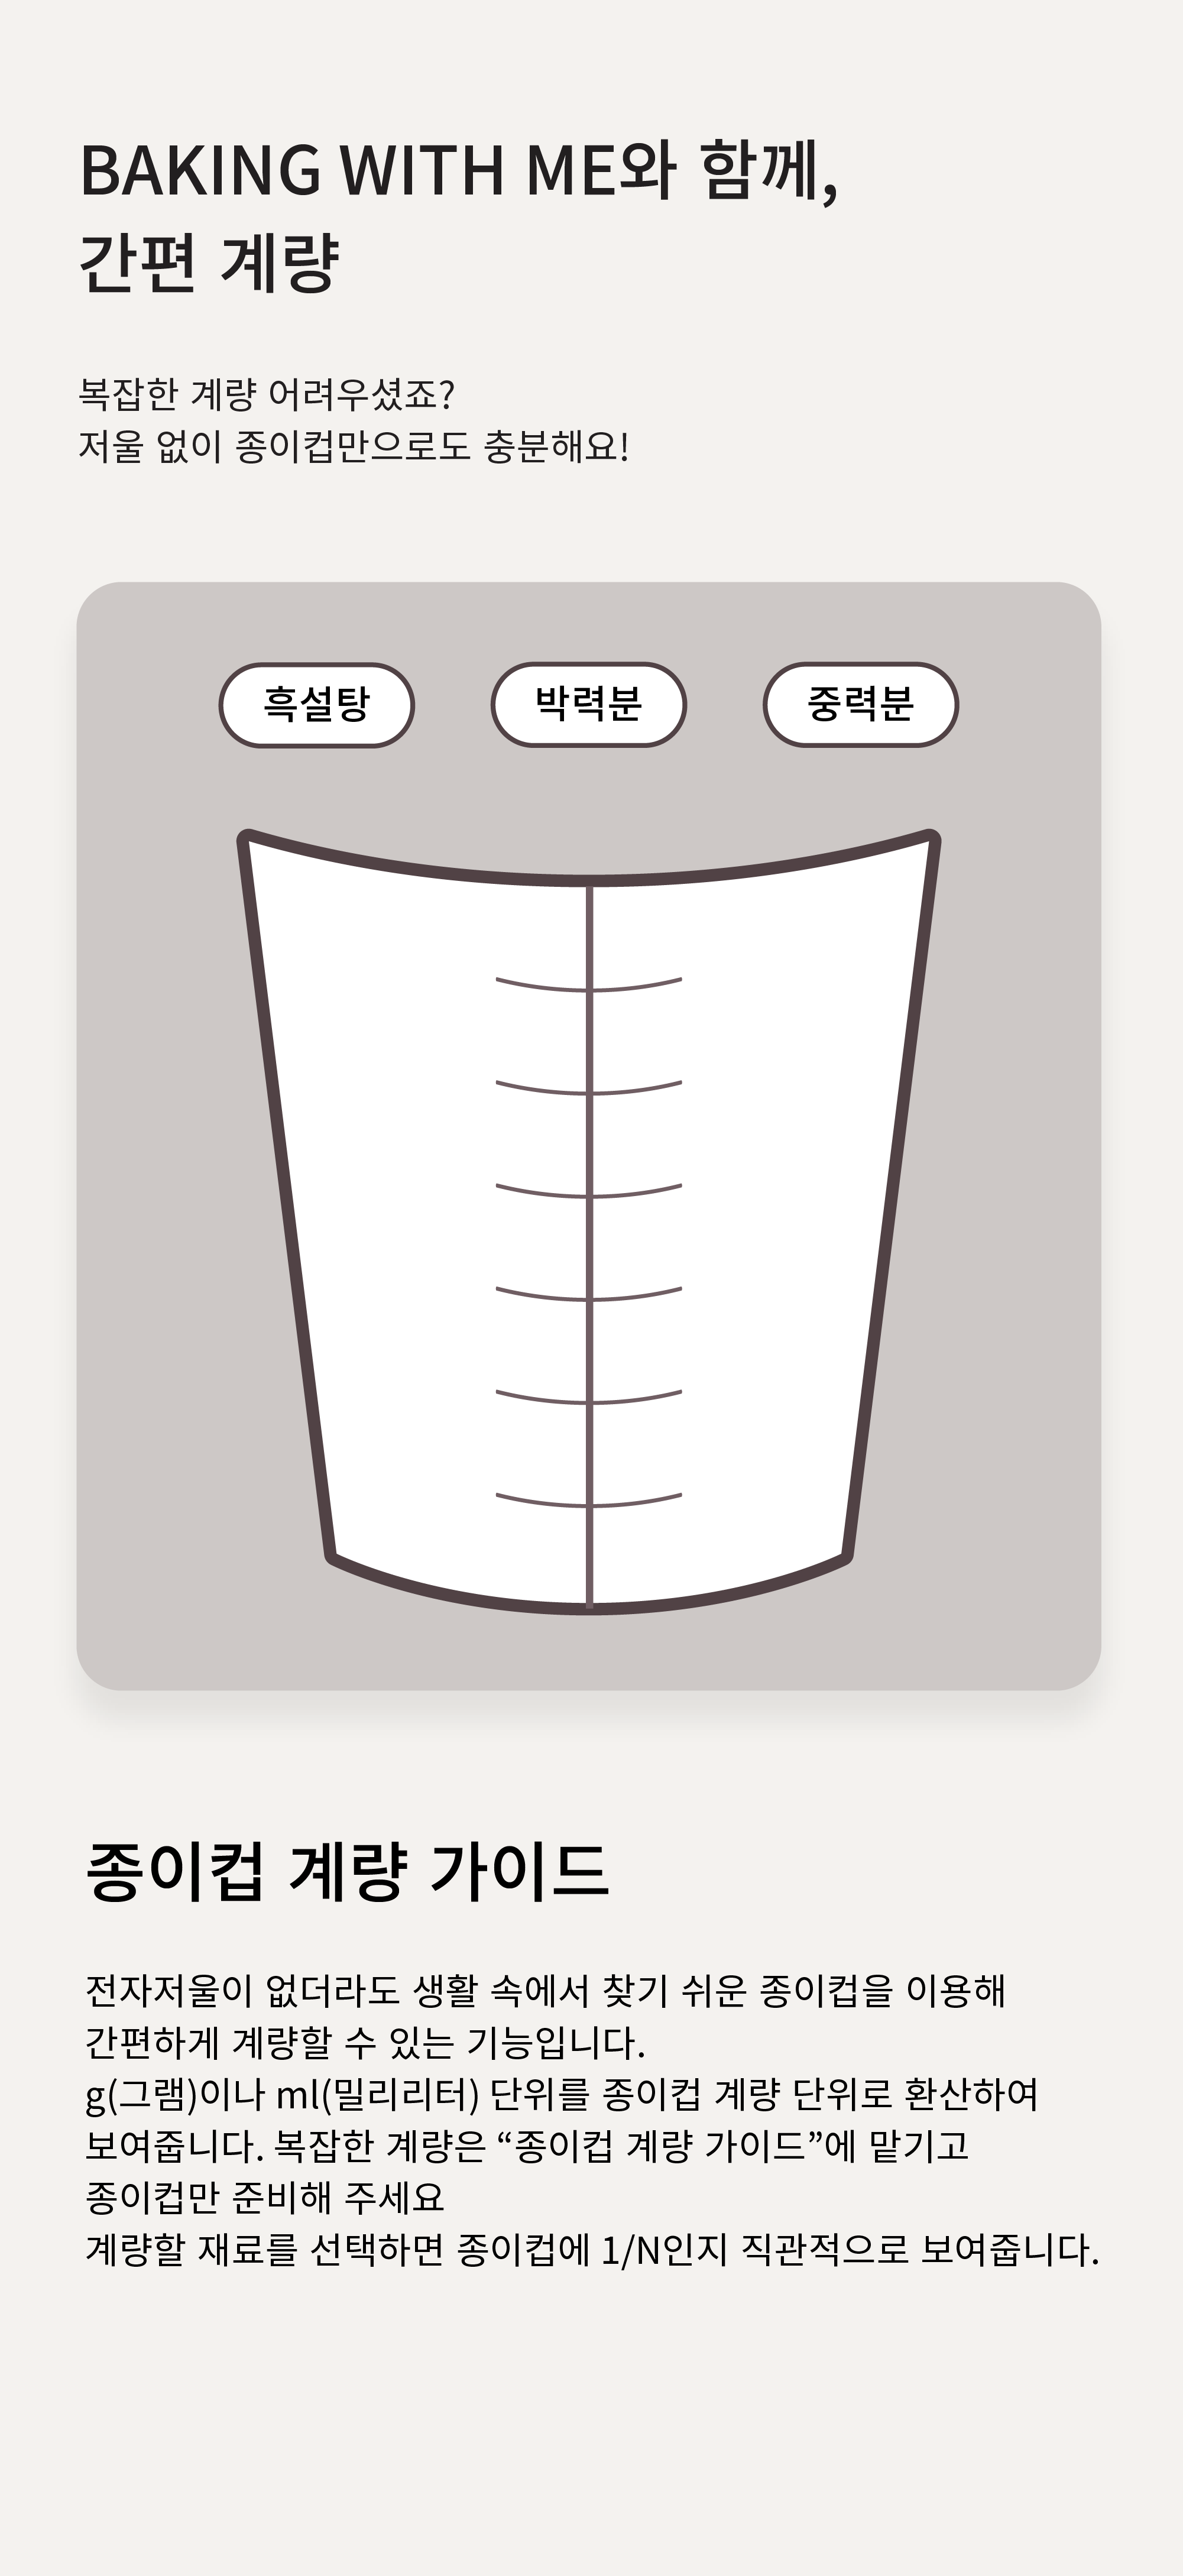 BAKING WITH ME와 함께,
간편 계량
복잡한 계량 어려우셨죠?
저울 없이 종이컵만으로도 충분해요!
흑설탕 박력분 중력분
종이컵 계량 가이드
전자저울이 없더라도 생활 속에서 찾기 쉬운 종이컵을 이용해
간편하게 계량할 수 있는 기능입니다.
g(그램)이나 ml(밀리리터) 단위를 종이컵 계량 단위로 환산하여
보여줍니다. 복잡한 계량은 “종이컵 계량 가이드”에 맡기고
종이컵만 준비해 주세요
계량할 재료를 선택하면 종이컵에 1/N인지 직관적으로 보여줍니다.